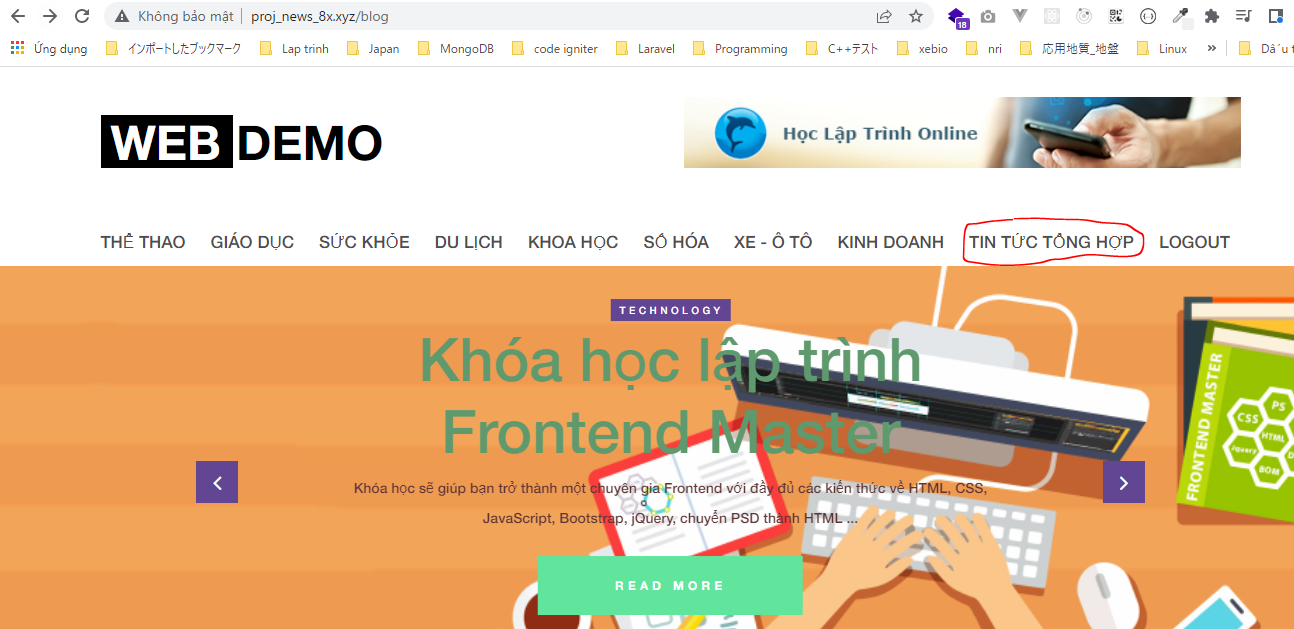 Không bảo mật | proj_news_8x.xyz/blog
18
Ứng dụng インポートしたブックマーク Lap trinh Japan MongoDB code igniter Laravel Programming C++テスト xebio nri 応用地質_地盤 Linux » Dâ´u t
WEB DEMO
Học Lập Trình Online
THỂ THAO GIÁO DỤC SỨC KHỎE DU LỊCH KHOA HỌC SỐ HÓA XE - Ô TÔ KINH DOANH TIN TỨC TỔNG HỢP LOGOUT
TECHNOLOGY
Khóa học lập trình
Frontend Master
Khóa học sẽ giúp bạn trở thành một chuyên gia Frontend với đầy đủ các kiến thức về HTML, CSS,
JavaScript, Bootstrap, jQuery, chuyển PSD thành HTML ...
READ MORE
FRONTEND MASTER
PS
CSS
HTML
jquery
BOM